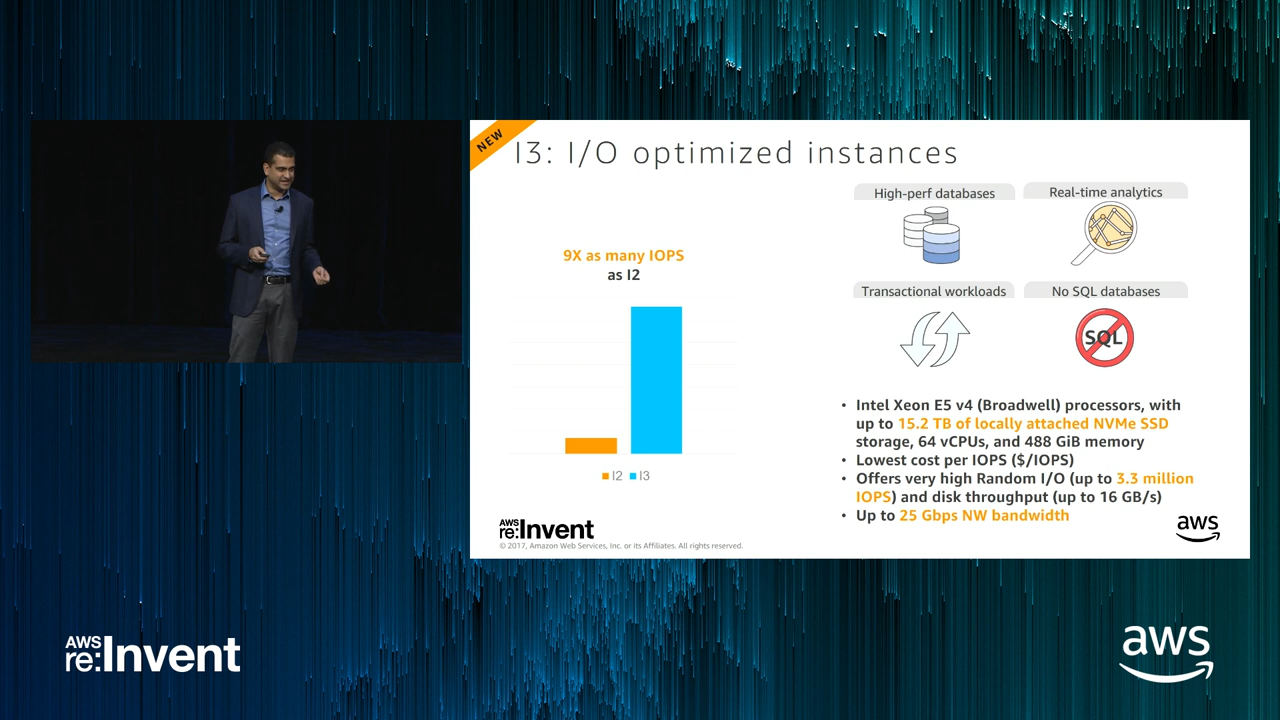 NEW
I3: I/O optimized instances
High-perf databases
Real-time analytics
9X as many IOPS
as I2
Transactional workloads
No SQL databases
SQL
• Intel Xeon E5 v4 (Broadwell) processors, with
up to 15.2 TB of locally attached NVMe SSD
storage, 64 vCPUs, and 488 GiB memory
• Lowest cost per IOPS ($/IOPS)
• Offers very high Random I/O (up to 3.3 million
IOPS) and disk throughput (up to 16 GB/s)
• Up to 25 Gbps NW bandwidth
I2 I3
AWS
re:Invent
© 2017, Amazon Web Services, Inc. or its Affiliates. All rights reserved.
aws
AWS
re:Invent
aws